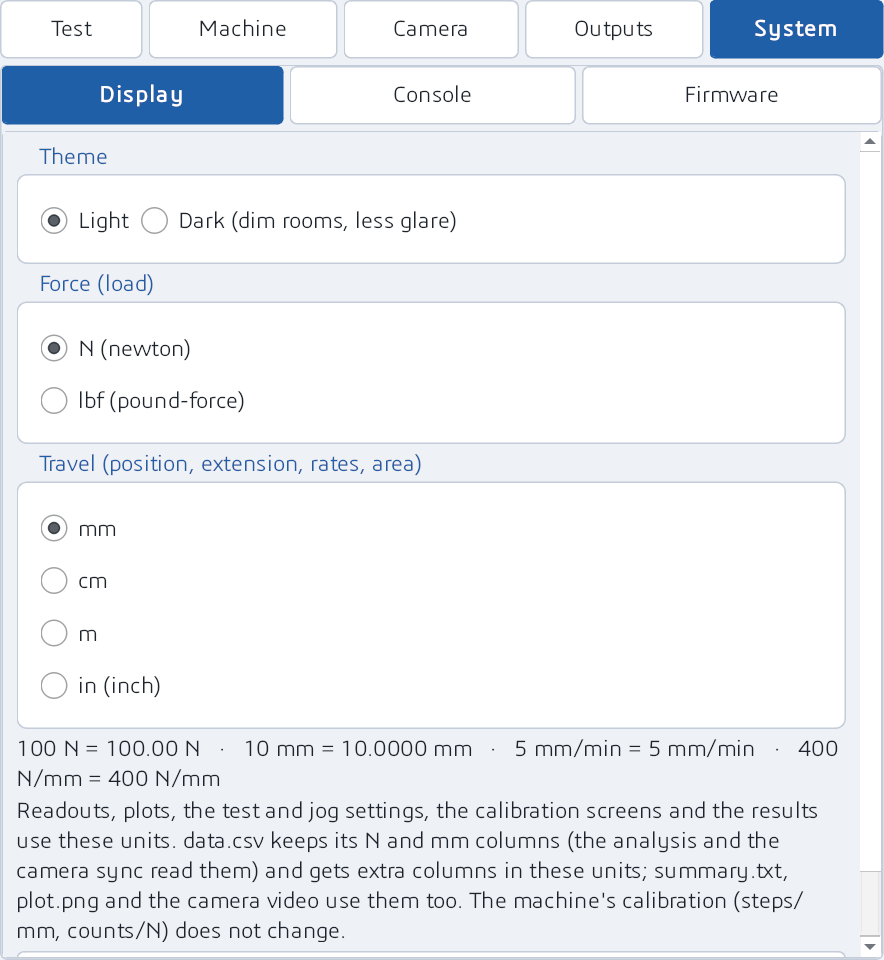 Test
Machine
Camera
Outputs
System
Display
Console
Firmware
Theme
Light
Dark (dim rooms, less glare)
Force (load)
N (newton)
lbf (pound-force)
Travel (position, extension, rates, area)
mm
cm
m
in (inch)
100 N = 100.00 N · 10 mm = 10.0000 mm · 5 mm/min = 5 mm/min · 400
N/mm = 400 N/mm
Readouts, plots, the test and jog settings, the calibration screens and the results
use these units. data.csv keeps its N and mm columns (the analysis and the
camera sync read them) and gets extra columns in these units; summary.txt,
plot.png and the camera video use them too. The machine's calibration (steps/
mm, counts/N) does not change.